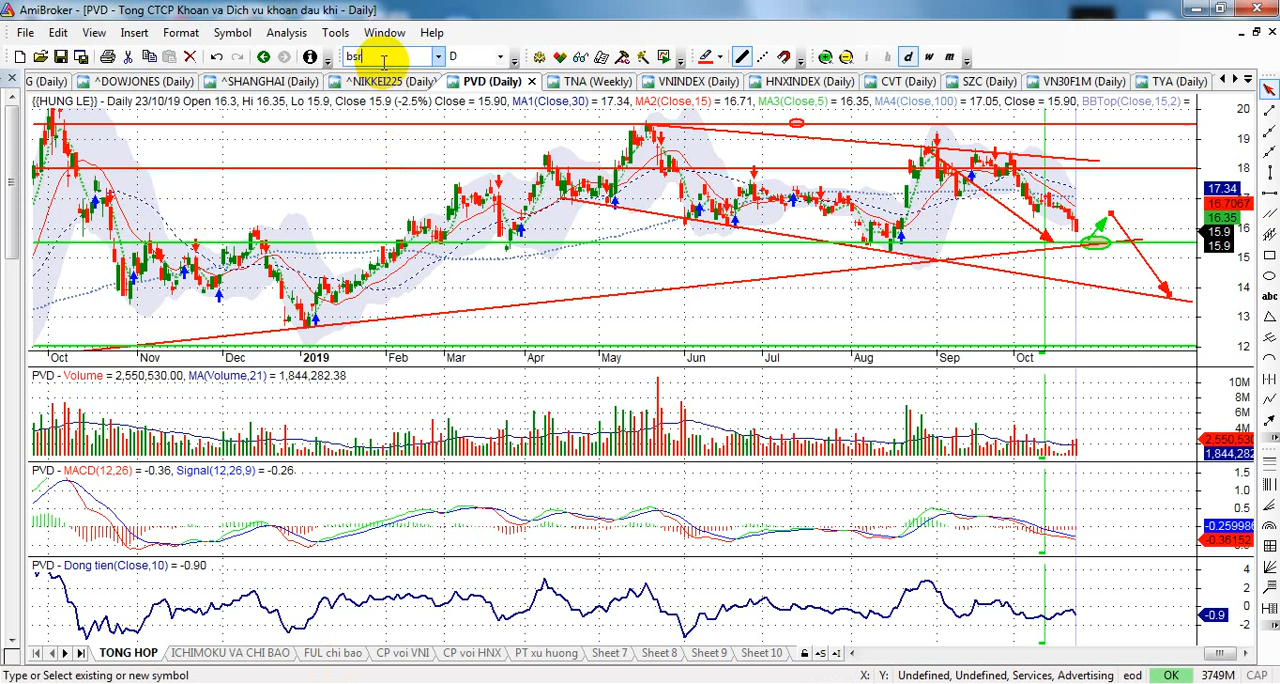 AmiBroker - [PVD - Tong CTCP Khoan va Dich vu khoan dau khi - Daily]
File Edit View Insert Format Symbol Analysis Tools Window Help
bsr D d w m
G (Daily) ^DOWJONES (Daily) ^SHANGHAI (Daily) ^NIKKEI225 (Daily) PVD (Daily) TNA (Weekly) VNINDEX (Daily) HNXINDEX (Daily) CVT (Daily) SZC (Daily) VN30F1M (Daily) TYA (Daily)
{{HUNG LE}} - Daily 23/10/19 Open 16.3, Hi 16.35, Lo 15.9, Close 15.9 (-2.5%) Close = 15.90, MA1(Close,30) = 17.34, MA2(Close,15) = 16.71, MA3(Close,5) = 16.35, MA4(Close,100) = 17.05, Close = 15.90, BBTop(Close,15,2) =
20
19
18
17.34
16.7067
16.35
16
15.9
15.9
15
14
13
12
abc
Oct Nov Dec 2019 Feb Mar Apr May Jun Jul Aug Sep Oct
PVD - Volume = 2,550,530.00, MA(Volume,21) = 1,844,282.38
10M
8M
6M
4M
2,550,530
1,844,282
PVD - MACD(12,26) = -0.36, Signal(12,26,9) = -0.26
1.5
1.0
0.5
-0.259986
-0.36152
PVD - Dong tien(Close,10) = -0.90
4
2
0
-0.9
-2
TONG HOP ICHIMOKU VA CHI BAO FUL chi bao CP voi VNI CP voi HNX PT xu huong Sheet 7 Sheet 8 Sheet 9 Sheet 10
Type or Select existing or new symbol X: Y: Undefined, Undefined, Services, Advertising eod OK 3749M CAP